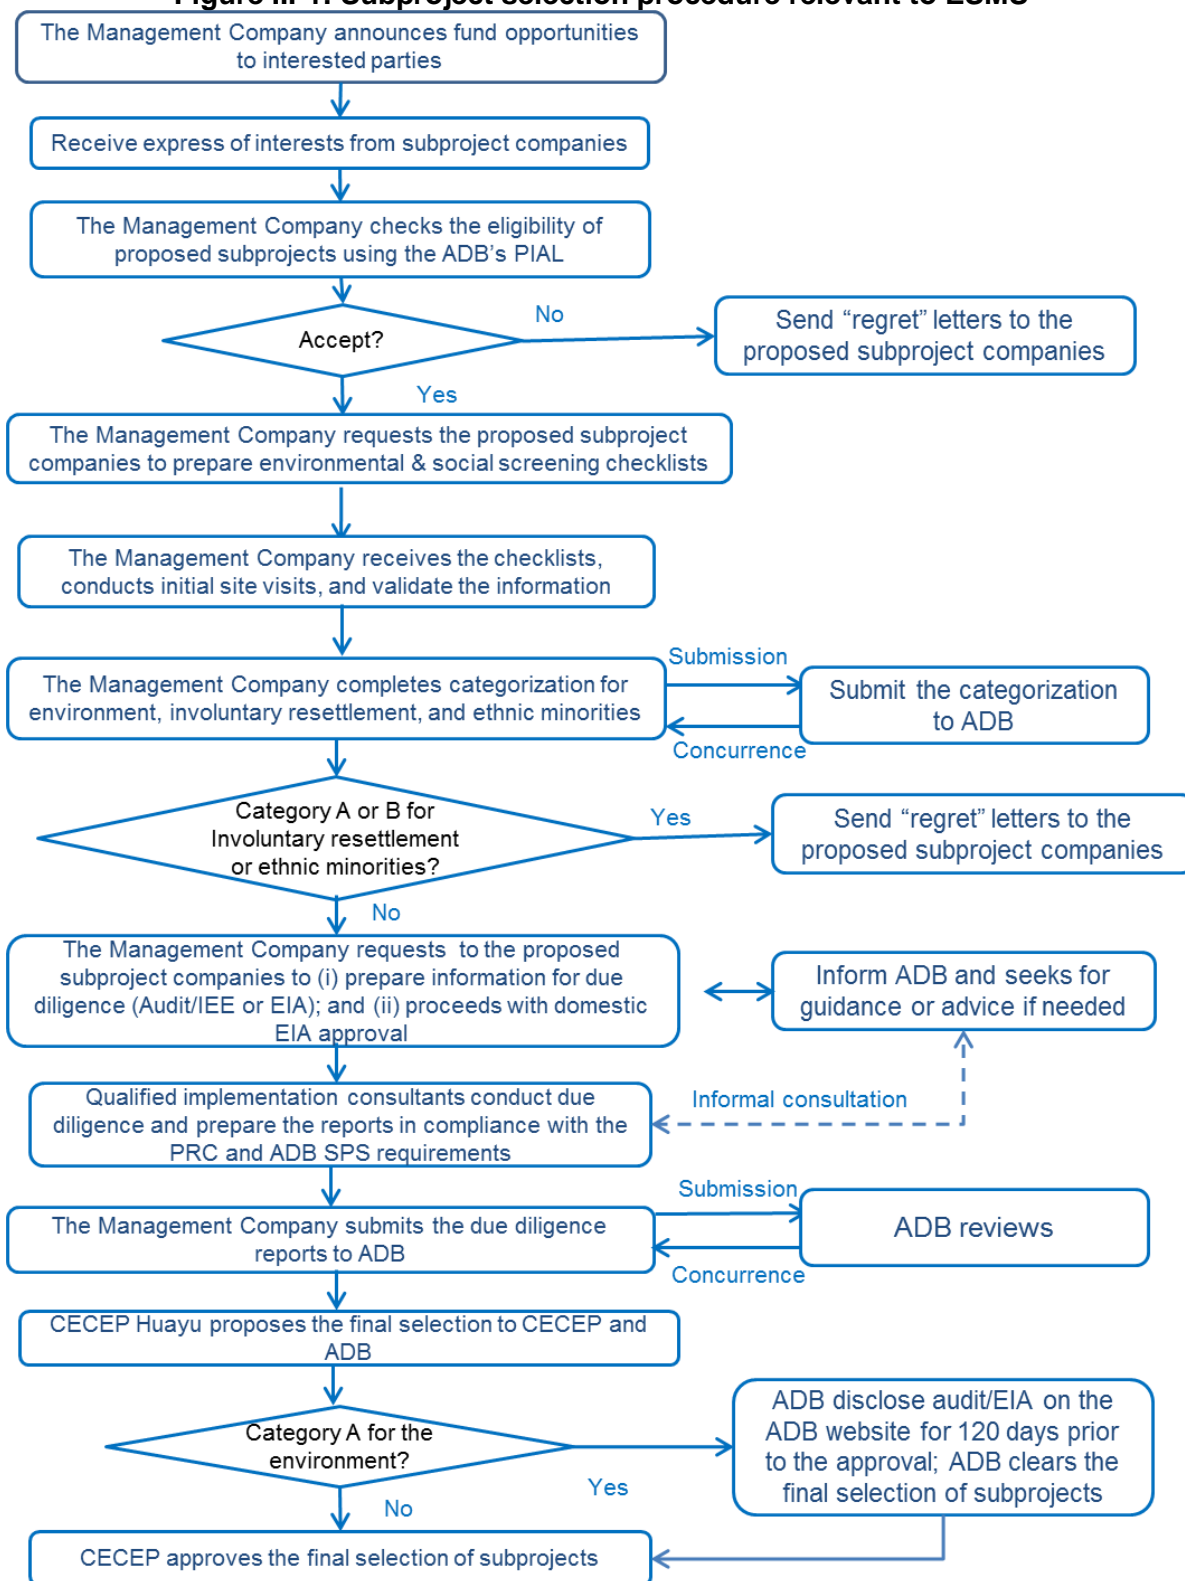 Figure III-1: Subproject selection procedure relevant to ESMS
The Management Company announces fund opportunities
to interested parties
Receive express of interests from subproject companies
The Management Company checks the eligibility of
proposed subprojects using the ADB’s PIAL
Accept?
No
Send “regret” letters to the
proposed subproject companies
Yes
The Management Company requests the proposed subproject
companies to prepare environmental & social screening checklists
The Management Company receives the checklists,
conducts initial site visits, and validate the information
The Management Company completes categorization for
environment, involuntary resettlement, and ethnic minorities
Submission
Concurrence
Submit the categorization
to ADB
Category A or B for
Involuntary resettlement
or ethnic minorities?
Yes
Send “regret” letters to the
proposed subproject companies
No
The Management Company requests to the proposed
subproject companies to (i) prepare information for due
diligence (Audit/IEE or EIA); and (ii) proceeds with domestic
EIA approval
Inform ADB and seeks for
guidance or advice if needed
Informal consultation
Qualified implementation consultants conduct due
diligence and prepare the reports in compliance with the
PRC and ADB SPS requirements
The Management Company submits the due diligence
reports to ADB
Submission
Concurrence
ADB reviews
CECEP Huayu proposes the final selection to CECEP and
ADB
Category A for the
environment?
Yes
ADB disclose audit/EIA on the
ADB website for 120 days prior
to the approval; ADB clears the
final selection of subprojects
No
CECEP approves the final selection of subprojects